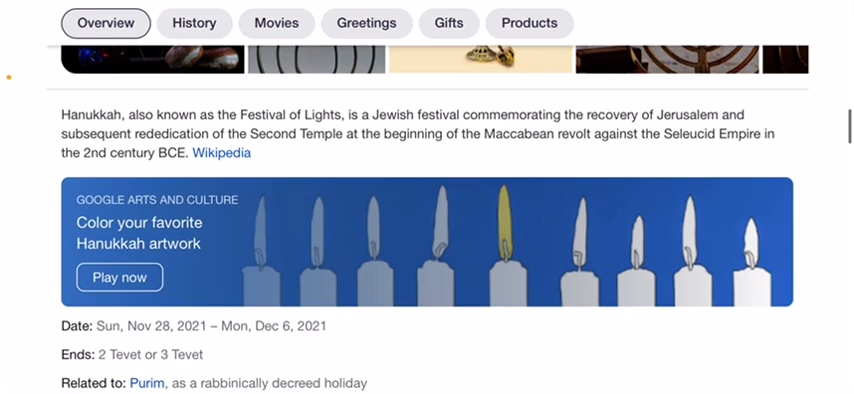 Overview History Movies Greetings Gifts Products
Hanukkah, also known as the Festival of Lights, is a Jewish festival commemorating the recovery of Jerusalem and
subsequent rededication of the Second Temple at the beginning of the Maccabean revolt against the Seleucid Empire in
the 2nd century BCE. Wikipedia
GOOGLE ARTS AND CULTURE
Color your favorite
Hanukkah artwork
Play now
Date: Sun, Nov 28, 2021 – Mon, Dec 6, 2021
Ends: 2 Tevet or 3 Tevet
Related to: Purim, as a rabbinically decreed holiday